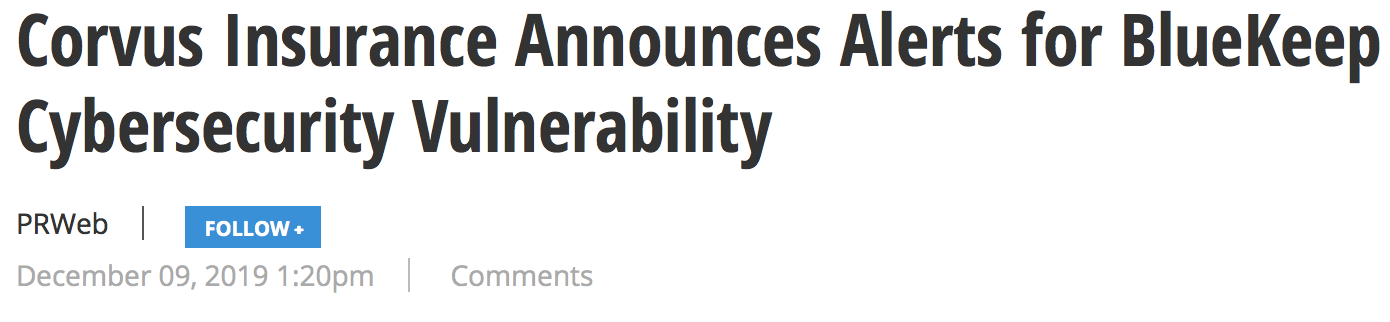 Corvus Insurance Announces Alerts for BlueKeep
Cybersecurity Vulnerability
PRWeb
FOLLOW +
December 09, 2019 1:20pm
Comments